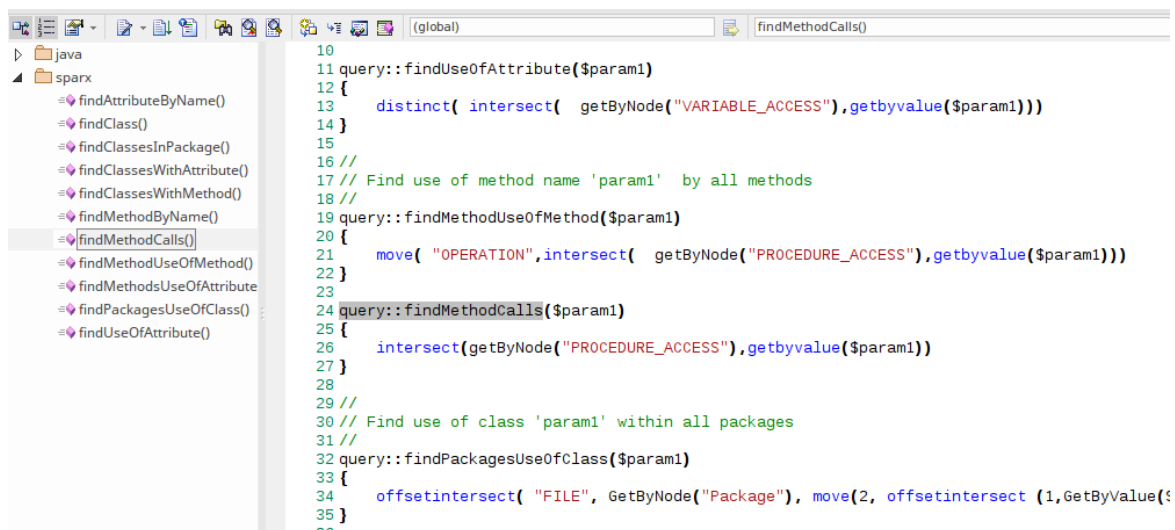 (global)
findMethodCalls()
java
sparx
findAttributeByName()
findClass()
findClassesInPackage()
findClassesWithAttribute()
findClassesWithMethod()
findMethodByName()
findMethodCalls()
findMethodUseOfMethod()
findMethodsUseOfAttribute
findPackagesUseOfClass()
findUseOfAttribute()
10
11 query::findUseOfAttribute($param1)
12 {
13 distinct( intersect( getByNode("VARIABLE_ACCESS"),getbyvalue($param1)))
14 }
15
16 //
17 // Find use of method name 'param1' by all methods
18 //
19 query::findMethodUseOfMethod($param1)
20 {
21 move( "OPERATION",intersect( getByNode("PROCEDURE_ACCESS"),getbyvalue($param1)))
22 }
23
24 query::findMethodCalls($param1)
25 {
26 intersect(getByNode("PROCEDURE_ACCESS"),getbyvalue($param1))
27 }
28
29 //
30 // Find use of class 'param1' within all packages
31 //
32 query::findPackagesUseOfClass($param1)
33 {
34 offsetintersect( "FILE", GetByNode("Package"), move(2, offsetintersect (1,GetByValue($
35 }